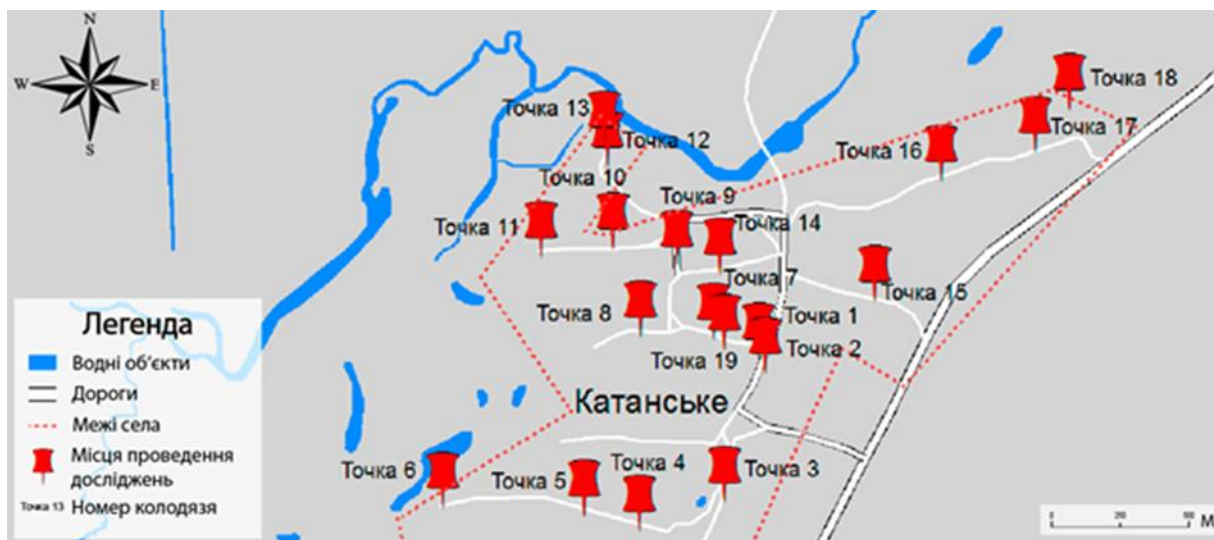 N
W
E
S
Точка 18
Точка 13
Точка 17
Точка 12
Точка 16
Точка 10
Точка 9
Точка 11
Точка 14
Точка 7
Точка 15
Точка 8
Точка 1
Точка 2
Точка 19
Катанське
Точка 6
Точка 5
Точка 4
Точка 3
Легенда
Водні об’єкти
Дороги
Межі села
Місця проведення
досліджень
Точка 13 Номер колодязя
0 250 500 М